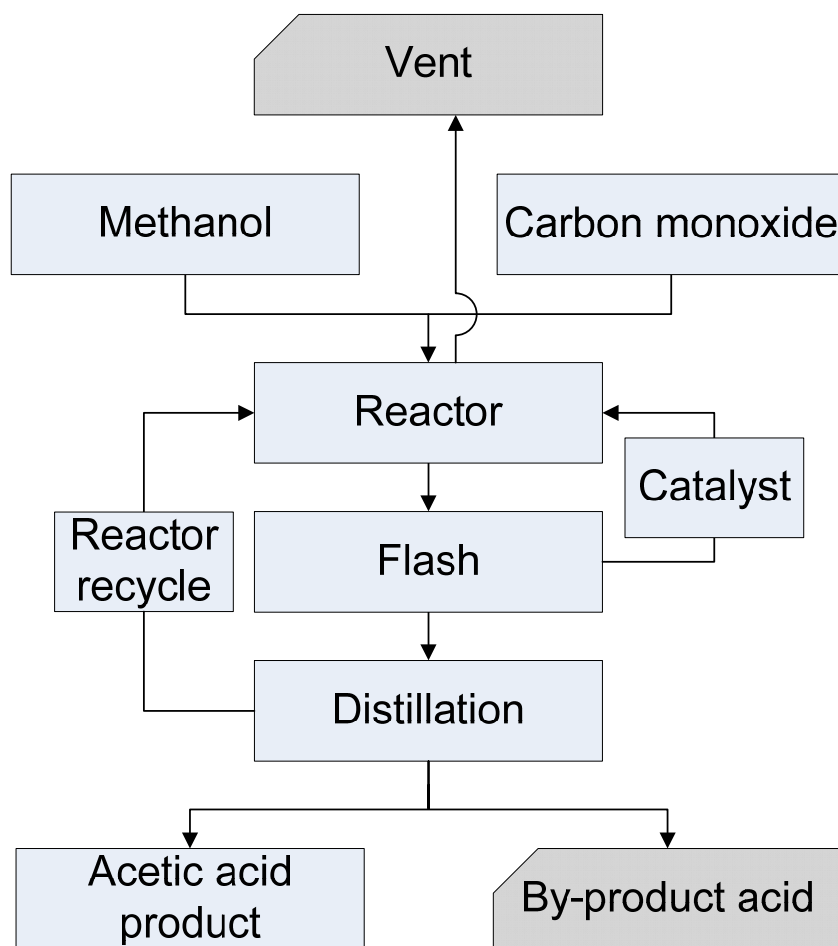 Vent
Methanol
Carbon monoxide
Reactor
Catalyst
Reactor
recycle
Flash
Distillation
Acetic acid
product
By-product acid